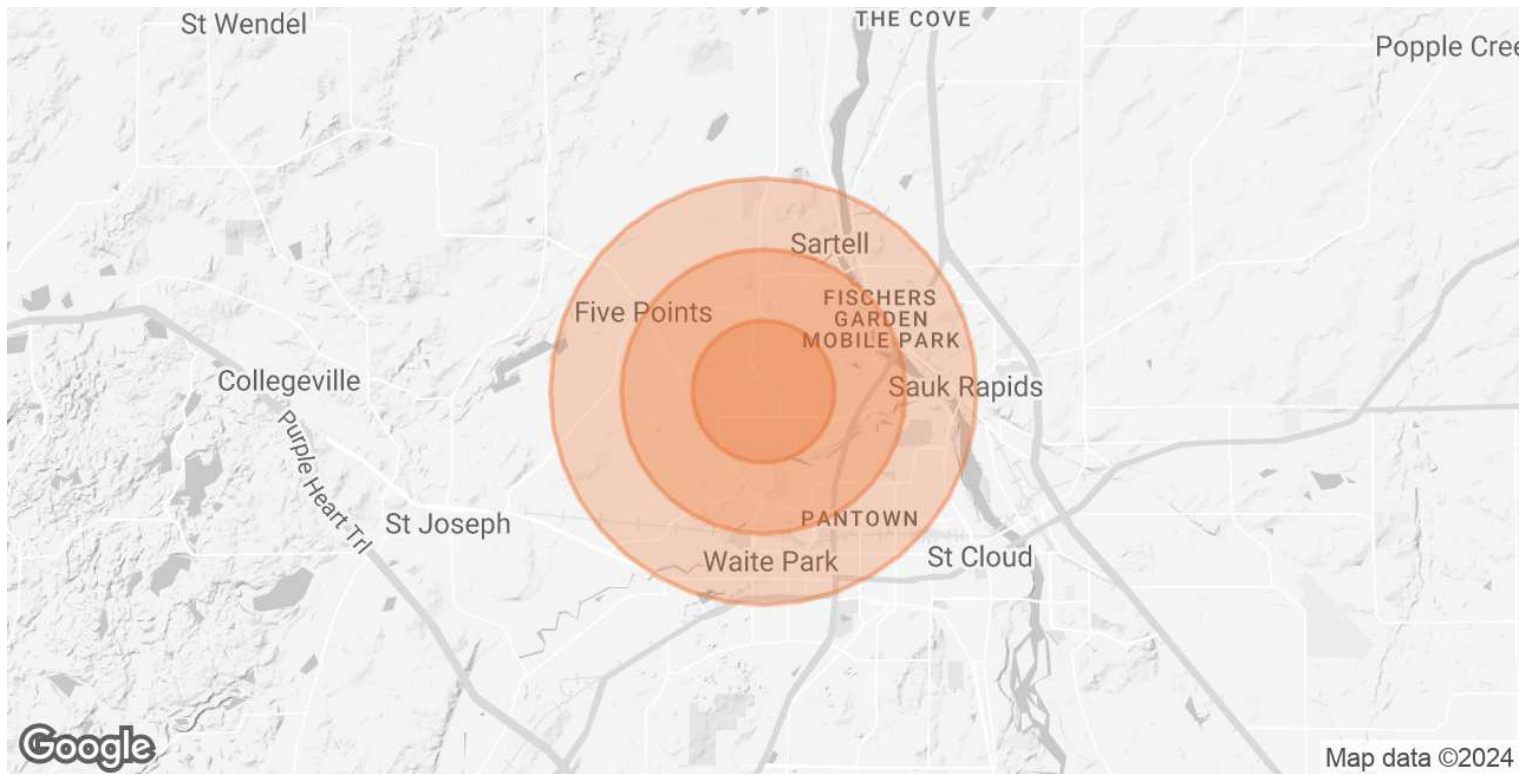 THE COVE
St Wendel
Popple Cree
Sartell
FISCHERS
GARDEN
MOBILE PARK
Five Points
Collegeville
Sauk Rapids
Purple Heart Trl
St Joseph
PANTOWN
Waite Park
St Cloud
Google
Map data ©2024